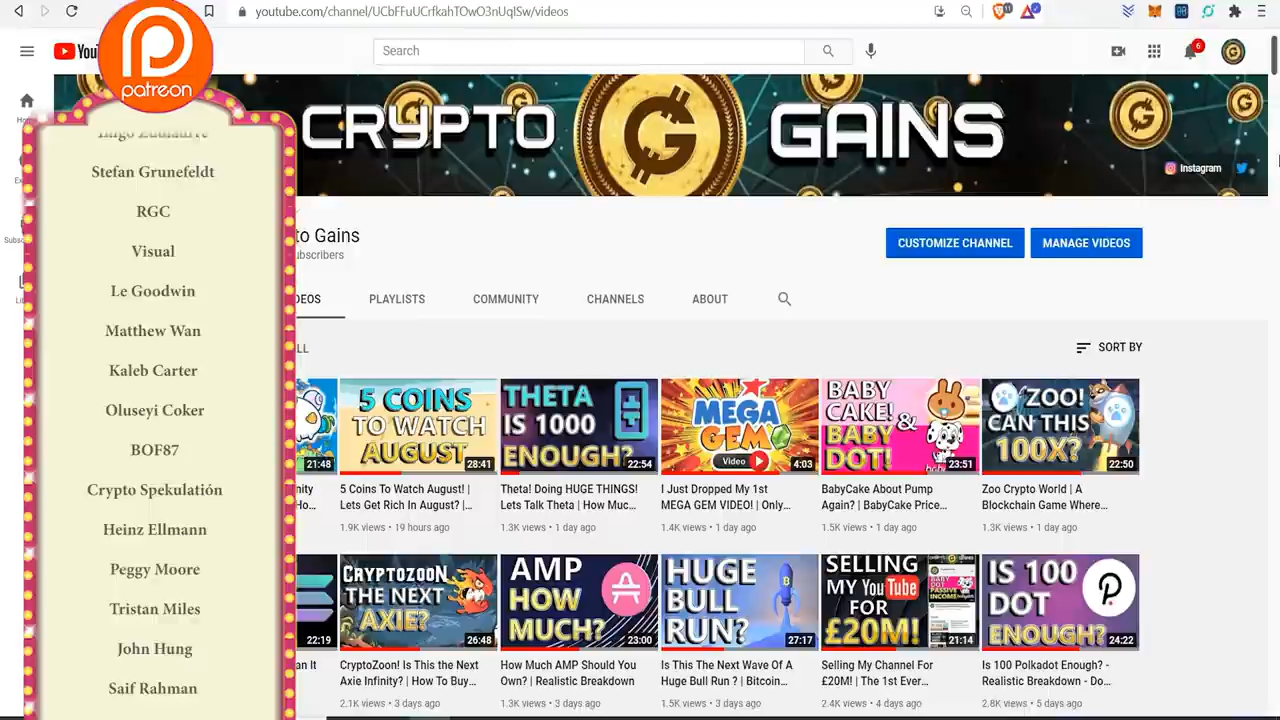 youtube.com/channel/UCbFFuUCrfkahTOwO3nUqlSw/videos
patreon
Stefan Grunefeldt
RGC
Visual
Le Goodwin
Matthew Wan
Kaleb Carter
Oluseyi Coker
BOF87
Crypto Spekulatión
Heinz Ellmann
Peggy Moore
Tristan Miles
John Hung
Saif Rahman
You
Search
6
CRYPTO GAINS
Instagram
to Gains
ubscribers
CUSTOMIZE CHANNEL
MANAGE VIDEOS
DEOS
PLAYLISTS
COMMUNITY
CHANNELS
ABOUT
LL
SORT BY
21:48
5 COINS
TO WATCH
AUGUST
28:41
THETA
IS 1000
ENOUGH?
22:54
MEGA
GEM
Video
4:03
BABY
CAKE! &
BABY
DOT!
23:51
ZOO!
CAN THIS
100X?
22:50
nity
Ho...
5 Coins To Watch August! |
Lets Get Rich In August? |...
1.9K views • 19 hours ago
Theta! Doing HUGE THINGS!
Lets Talk Theta | How Muc...
1.3K views • 1 day ago
I Just Dropped My 1st
MEGA GEM VIDEO! | Only...
1.4K views • 1 day ago
BabyCake About Pump
Again? | BabyCake Price...
1.5K views • 1 day ago
Zoo Crypto World | A
Blockchain Game Where...
1.3K views • 1 day ago
22:19
CRYPTOZOON
THE NEXT
AXIE?
26:48
AMP
HOW
MUCH?
23:00
HUGE
BULL
RUN?
27:17
SELLING
MY YouTube
FOR
£20M!
21:14
IS 100
DOT
ENOUGH?
24:22
an It
CryptoZoon! Is This the Next
Axie Infinity? | How To Buy...
2.1K views • 3 days ago
How Much AMP Should You
Own? | Realistic Breakdown
1.3K views • 3 days ago
Is This The Next Wave Of A
Huge Bull Run ? | Bitcoin...
1.5K views • 3 days ago
Selling My Channel For
£20M! | The 1st Ever...
2.4K views • 4 days ago
Is 100 Polkadot Enough? -
Realistic Breakdown - Do...
2.8K views • 5 days ago